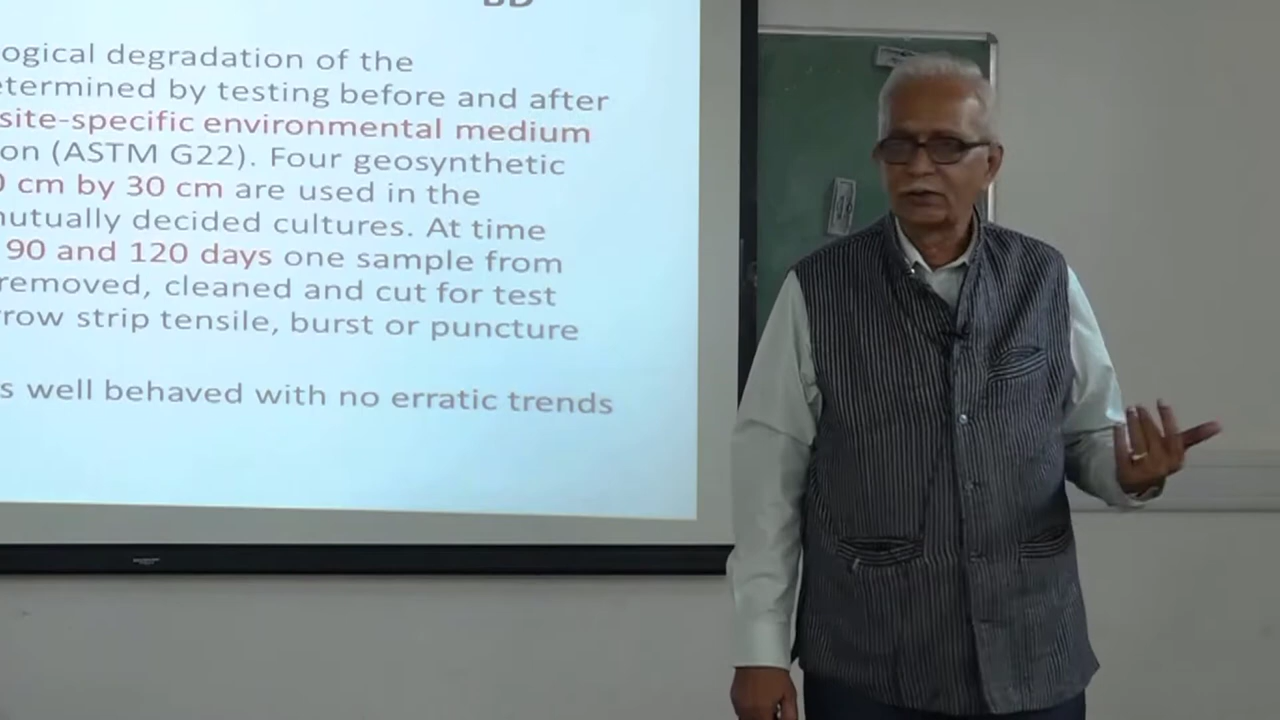 BD
ogical degradation of the
etermined by testing before and after
site-specific environmental medium
on (ASTM G22). Four geosynthetic
0 cm by 30 cm are used in the
nutually decided cultures. At time
90 and 120 days one sample from
removed, cleaned and cut for test
row strip tensile, burst or puncture
s well behaved with no erratic trends